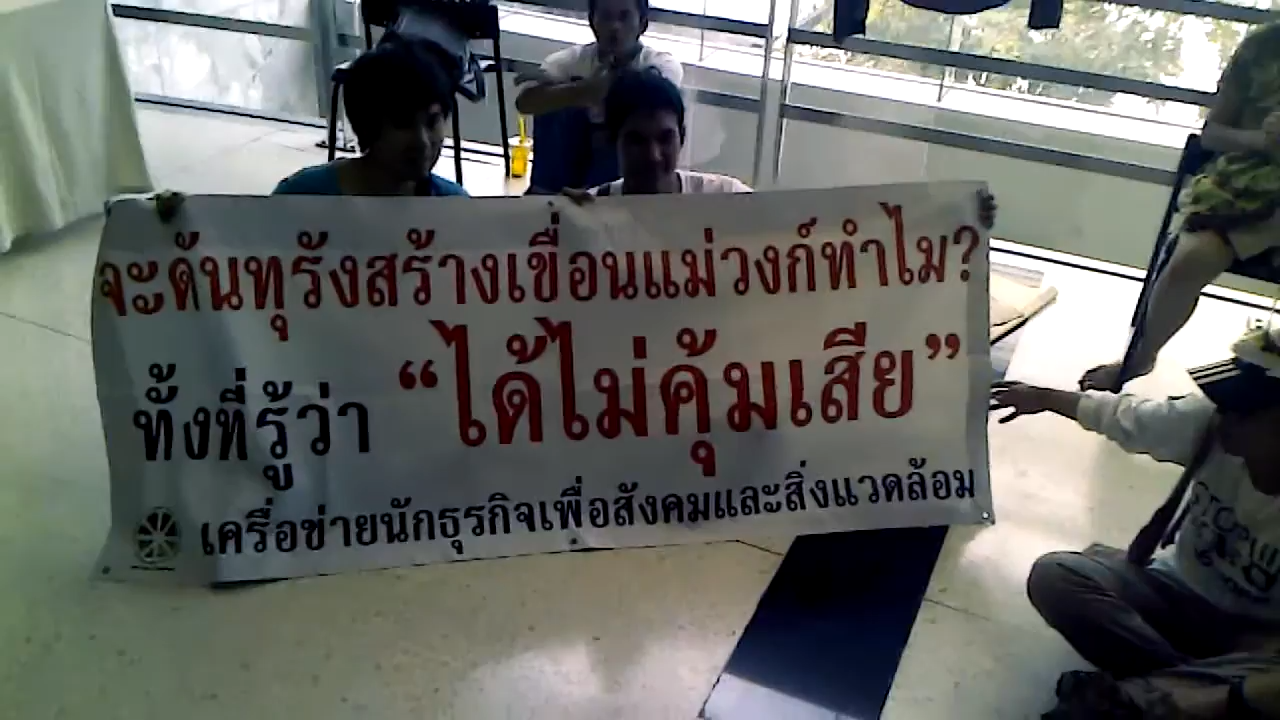 จะดันทุรังสร้างเขื่อนแม่วงก์ทำไม?
ทั้งที่รู้ว่า “ได้ไม่คุ้มเสีย”
เครือข่ายนักธุรกิจเพื่อสังคมและสิ่งแวดล้อม